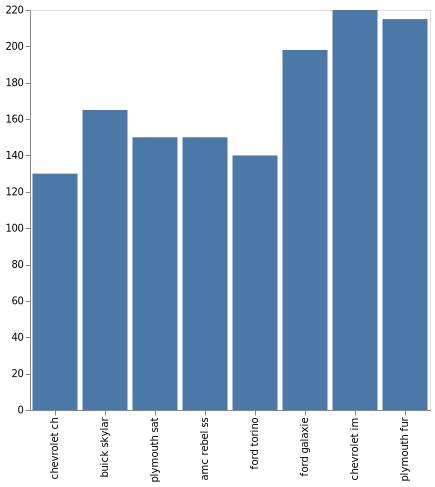 220
200
180
160
140
120
100
80
60
40
20
0
chevrolet ch
buick skylar
plymouth sat
amc rebel ss
ford torino
ford galaxie
chevrolet im
plymouth fur